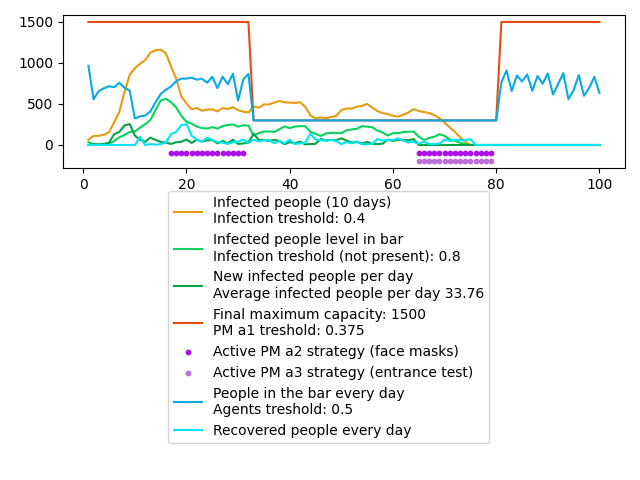 1500
1000
500
0
0 20 40 60 80 100
Infected people (10 days)
Infection treshold: 0.4
Infected people level in bar
Infection treshold (not present): 0.8
New infected people per day
Average infected people per day 33.76
Final maximum capacity: 1500
PM a1 treshold: 0.375
Active PM a2 strategy (face masks)
Active PM a3 strategy (entrance test)
People in the bar every day
Agents treshold: 0.5
Recovered people every day